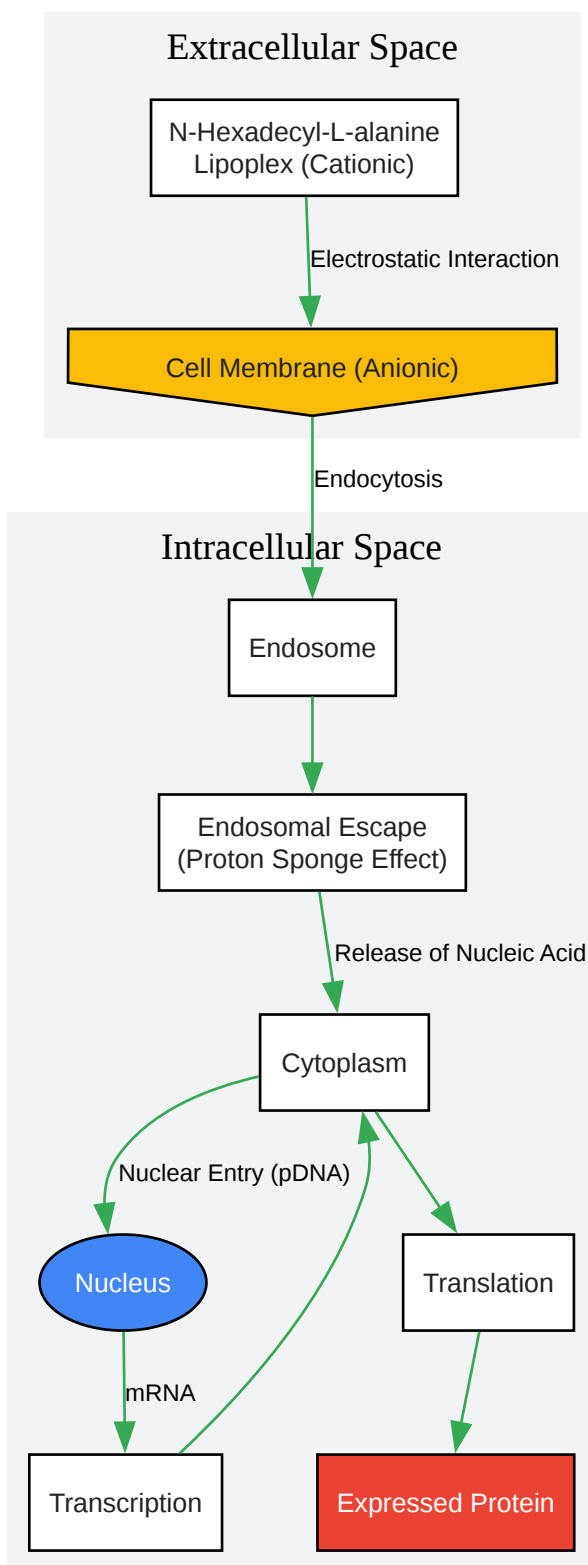 Extracellular Space
N-Hexadecyl-L-alanine
Lipoplex (Cationic)
Electrostatic Interaction
Cell Membrane (Anionic)
Endocytosis
Intracellular Space
Endosome
Endosomal Escape
(Proton Sponge Effect)
Release of Nucleic Acid
Cytoplasm
Nuclear Entry (pDNA)
Nucleus
Translation
mRNA
Transcription
Expressed Protein